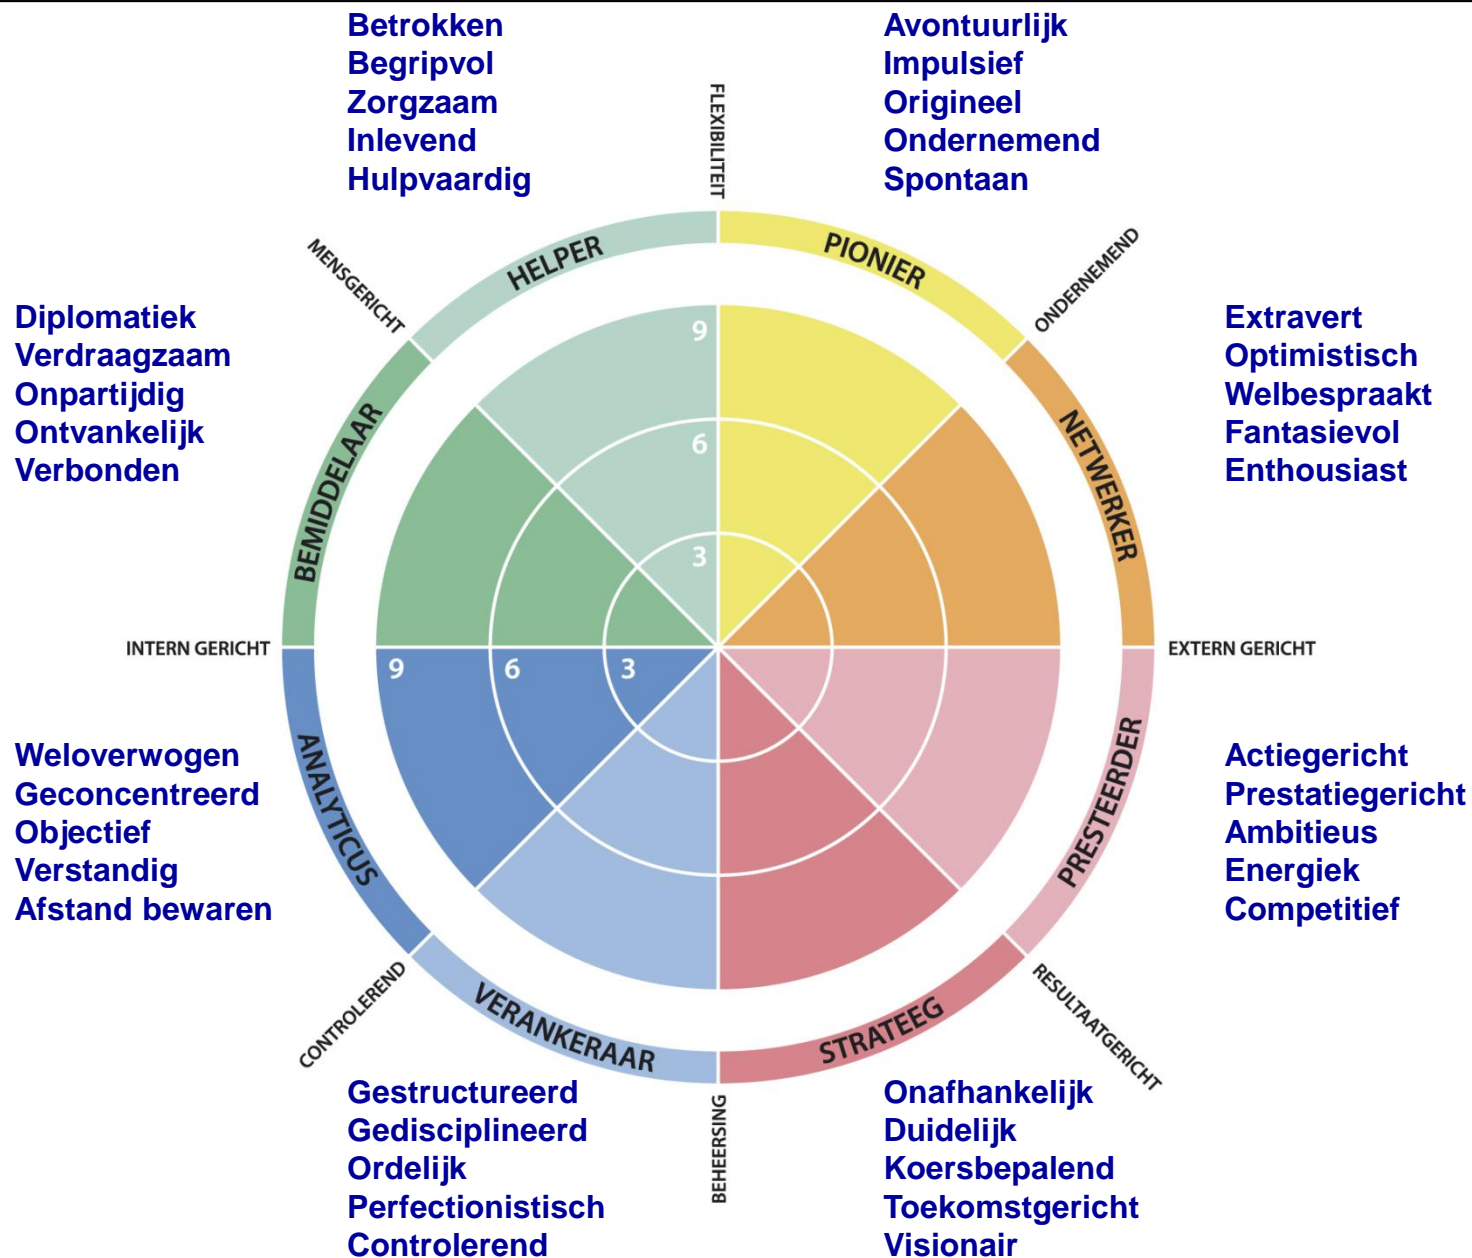 Betrokken
Begripvol
Zorgzaam
Inlevend
Hulpvaardig
Avontuurlijk
Impulsief
Origineel
Ondernemend
Spontaan
FLEXIBILITEIT
MENSGERICHT
HELPER
PIONIER
ONDERNEMEND
Diplomatiek
Verdraagzaam
Onpartijdig
Ontvankelijk
Verbonden
BEMIDDELAAR
9
6
3
NETWERKER
Extravert
Optimistisch
Welbespraakt
Fantasievol
Enthousiast
INTERN GERICHT
9
6
3
EXTERN GERICHT
Weloverwogen
Geconcentreerd
Objectief
Verstandig
Afstand bewaren
ANALYTICUS
PRESTEERDER
Actiegericht
Prestatiegericht
Ambitieus
Energiek
Competitief
CONTROLEREND
VERANKERAAR
STRATEEG
RESULTAATGERICHT
Gestructureerd
Gedisciplineerd
Ordelijk
Perfectionistisch
Controlerend
BEHEERSING
Onafhankelijk
Duidelijk
Koersbepalend
Toekomstgericht
Visionair